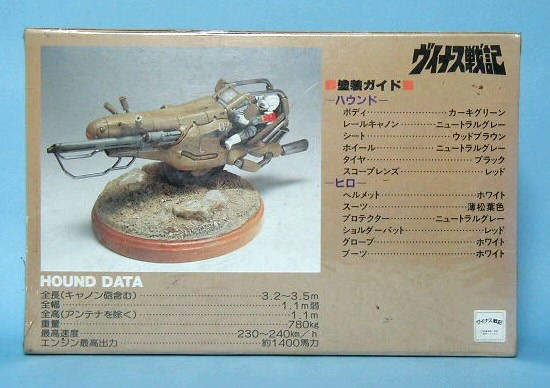 ヴイナス戦記
■塗装ガイド■
―ハウンド―
ボディ…………カーキグリーン
レールキャノン……ニュートラルグレー
シート…………ウッドブラウン
ホイール…………ニュートラルグレー
タイヤ…………ブラック
スコープレンズ…………レッド
―ヒロ―
ヘルメット…………ホワイト
スーツ…………薄松葉色
プロテクター…………ニュートラルグレー
ショルダーパット…………レッド
グローブ…………ホワイト
ブーツ…………ホワイト
HOUND DATA
全長(キャノン砲含む)…………3.2〜3.5m
全幅…………1.1m弱
全高(アンテナを除く)…………1.1m
重量…………780kg
最高速度…………230〜240km/h
エンジン最高出力…………約1400馬力
ヴイナス戦記